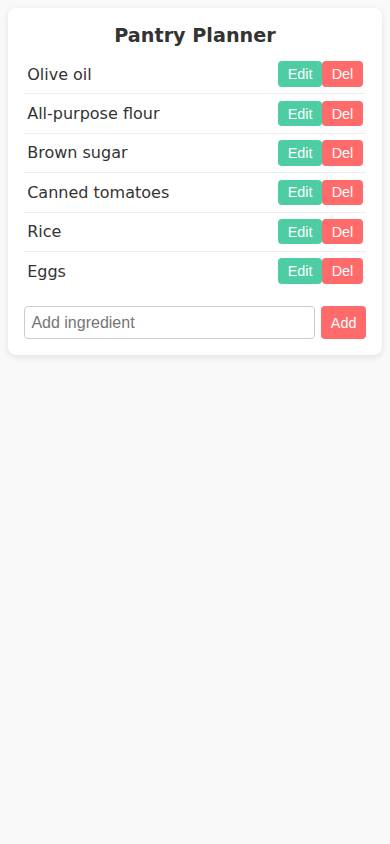 Pantry Planner
Olive oil Edit Del
All-purpose flour Edit Del
Brown sugar Edit Del
Canned tomatoes Edit Del
Rice Edit Del
Eggs Edit Del
Add ingredient Add